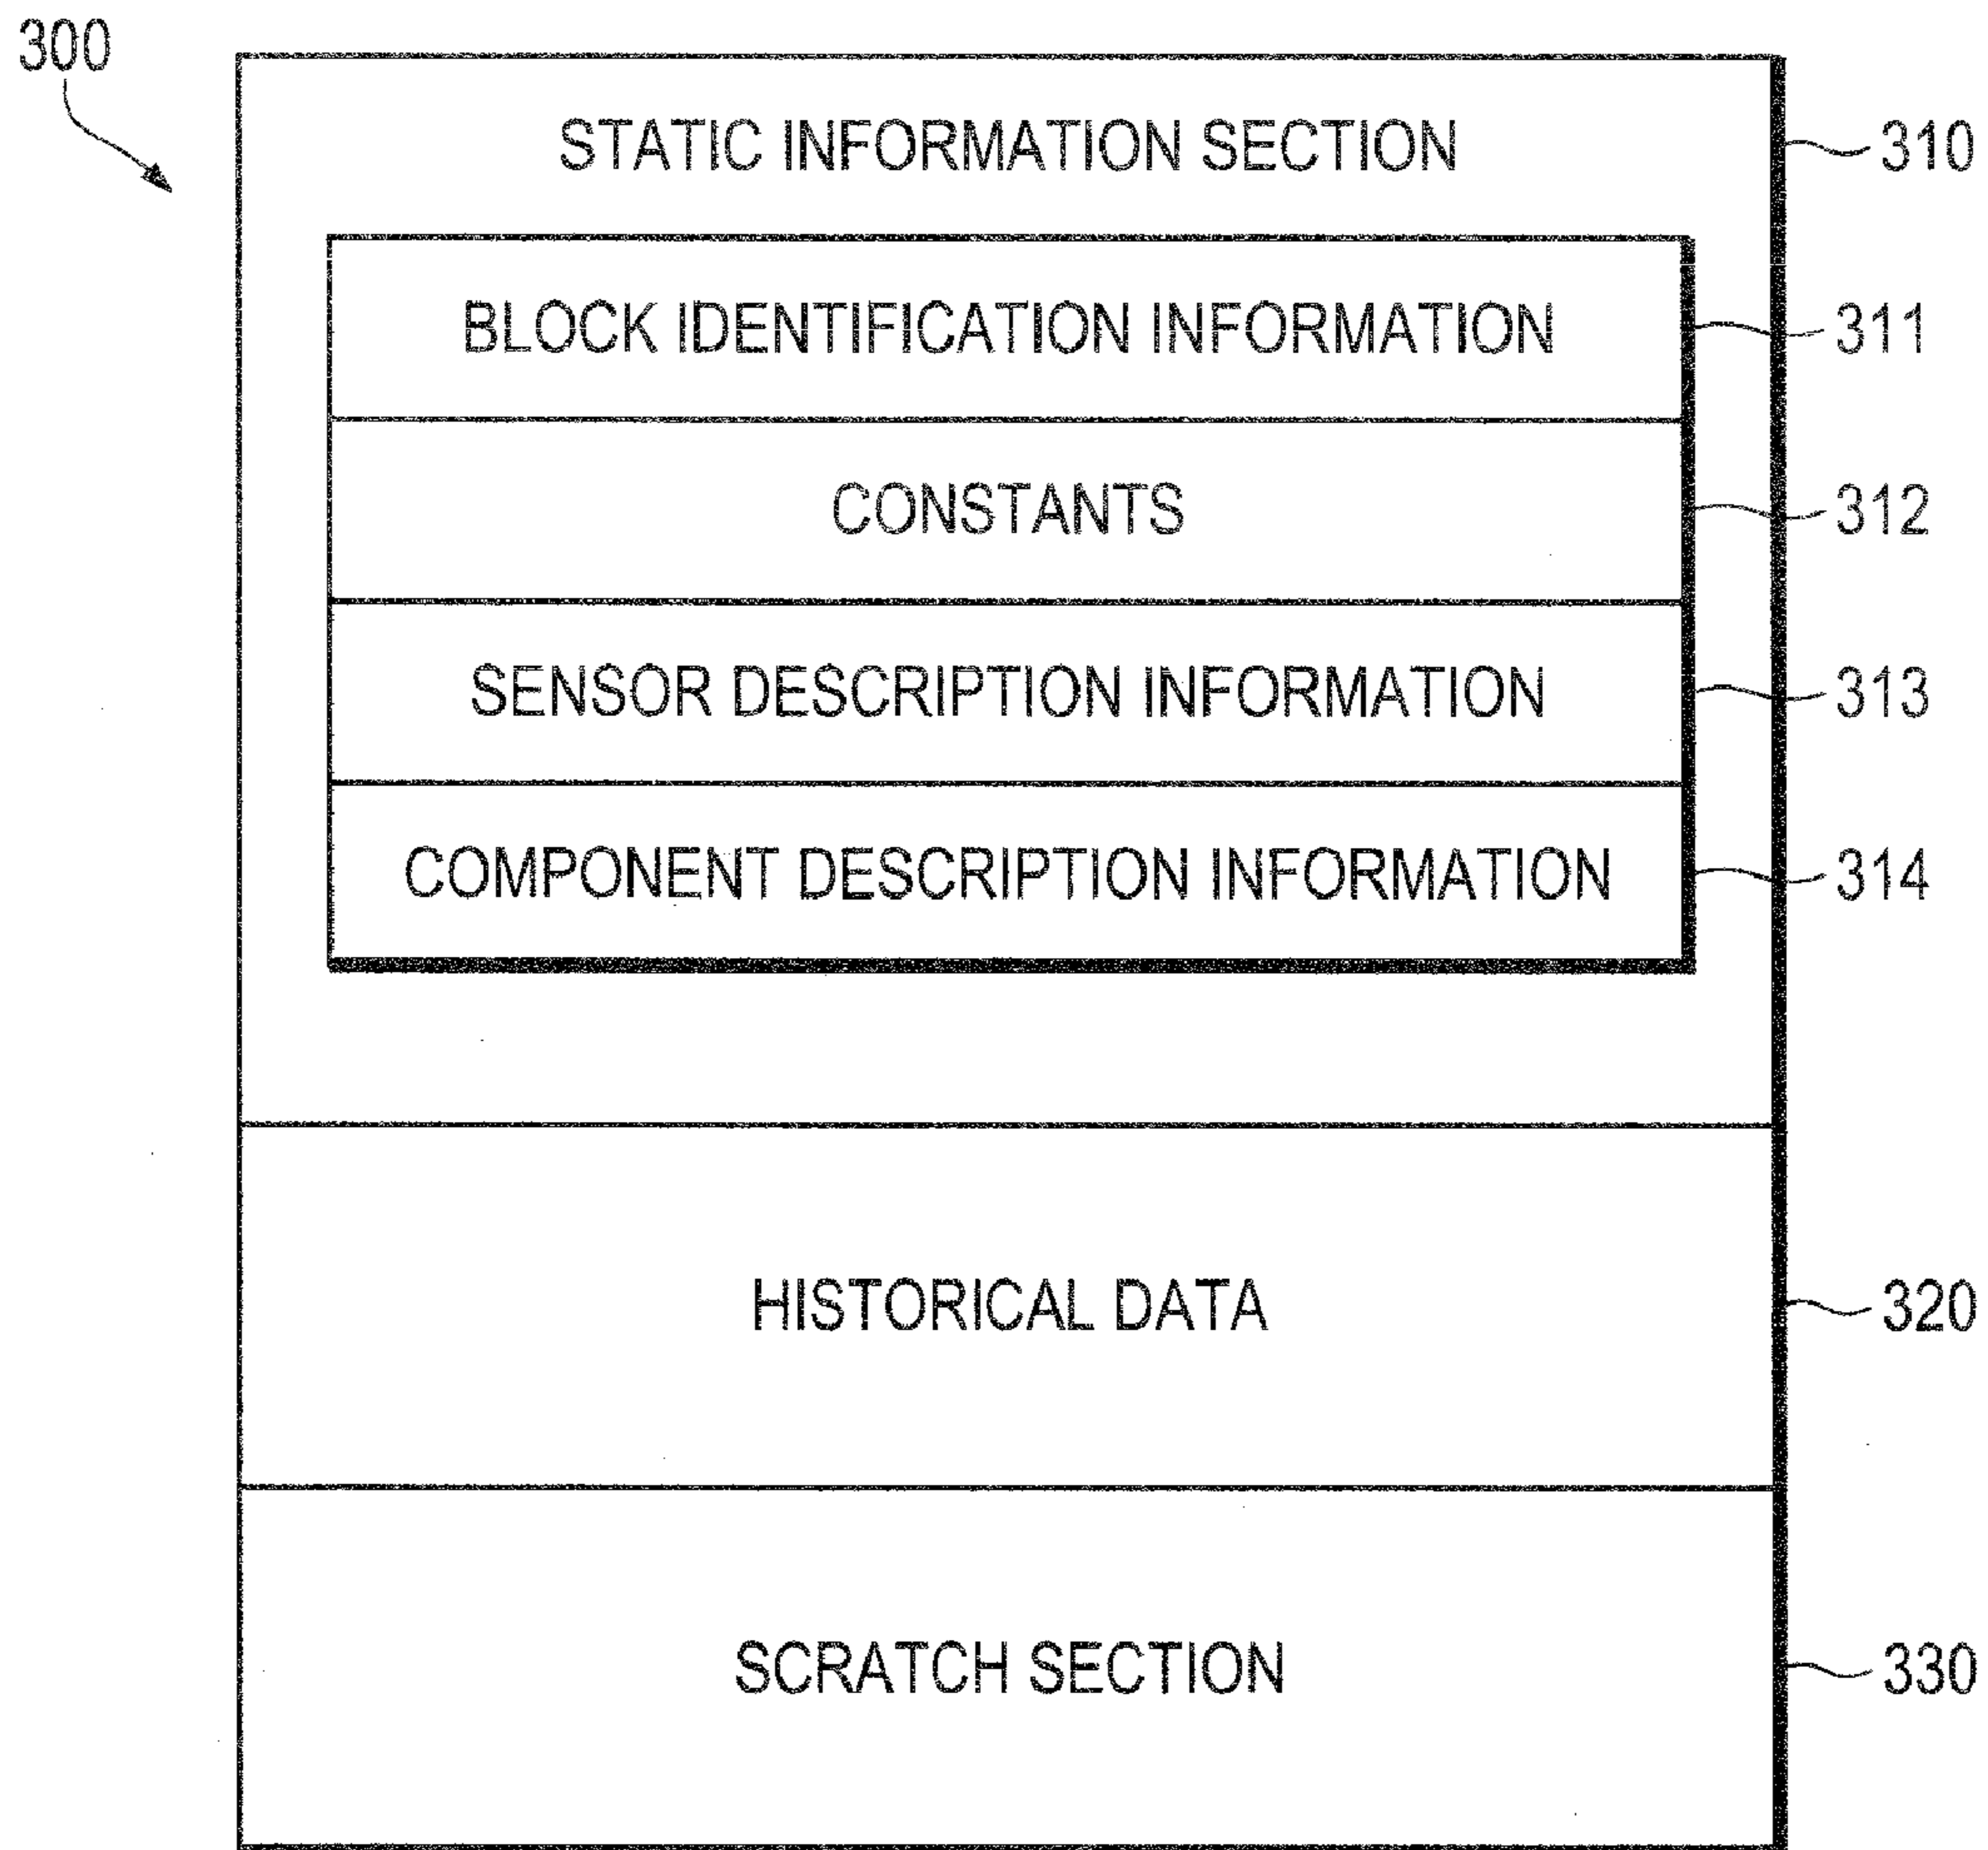 300
STATIC INFORMATION SECTION 310
BLOCK IDENTIFICATION INFORMATION 311
CONSTANTS 312
SENSOR DESCRIPTION INFORMATION 313
COMPONENT DESCRIPTION INFORMATION 314
HISTORICAL DATA 320
SCRATCH SECTION 330